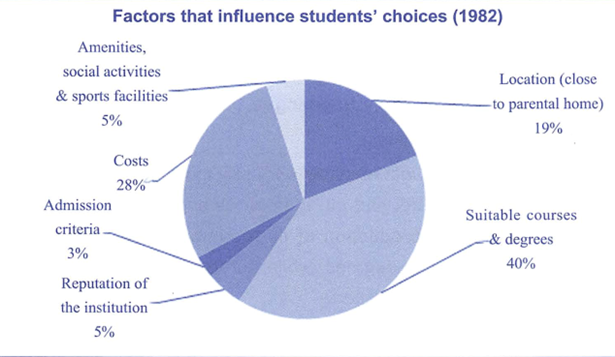 Factors that influence students' choices (1982)
Amenities,
social activities
& sports facilities
5%
Location (close
to parental home)
19%
Costs
28%
Admission
criteria
3%
Suitable courses
& degrees
40%
Reputation of
the institution
5%